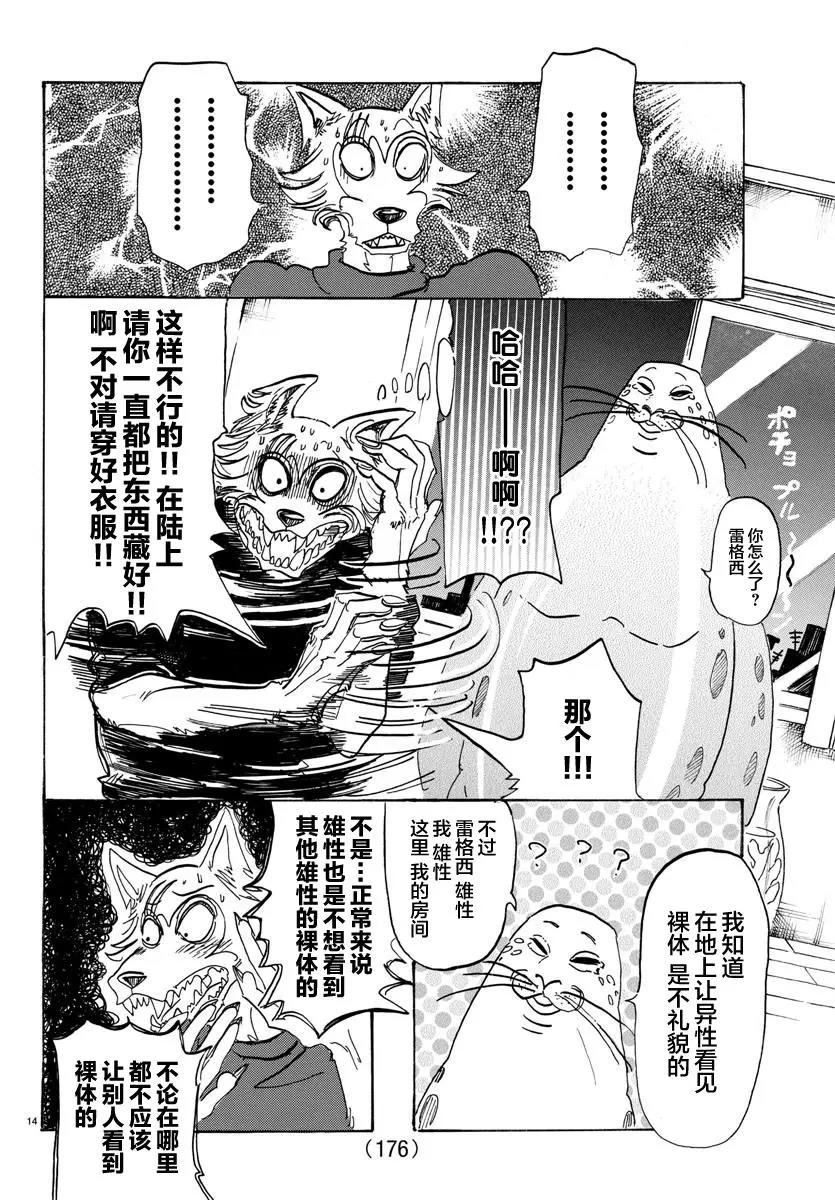 …………
…………
你怎么了？
雷格西
ポチョ
プル～～ン
哈哈——啊啊
!!??
那个!!!
这样不行的!! 在陆上
请你 一直都把东西藏好!!
啊 不对请穿好衣服!!
我知道
在地上让异性看见
裸体 是不礼貌的
？？？
不过
雷格西 雄性
我 雄性
这里 我的房间
不是…正常来说
雄性也是不想看到
其他雄性的裸体的
不论在哪里
都不应该
让别人看到
裸体的
14
（176）